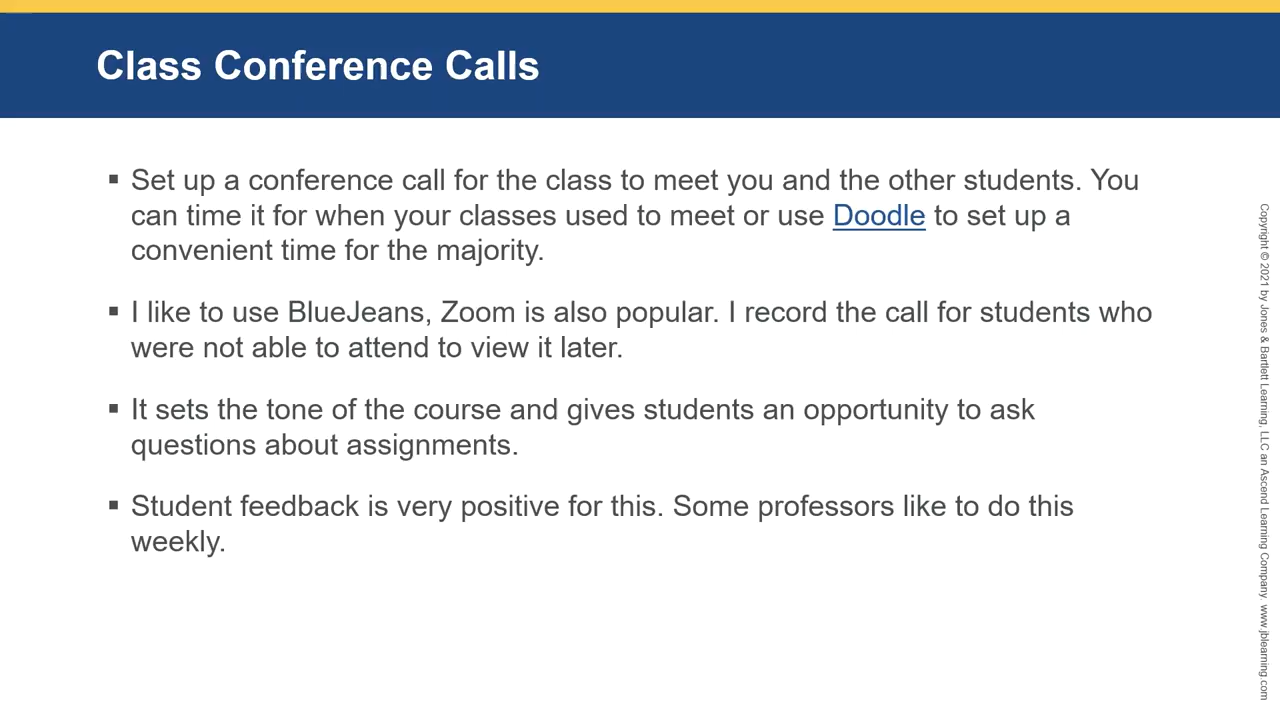 Class Conference Calls
▪ Set up a conference call for the class to meet you and the other students. You
can time it for when your classes used to meet or use Doodle to set up a
convenient time for the majority.
▪ I like to use BlueJeans, Zoom is also popular. I record the call for students who
were not able to attend to view it later.
▪ It sets the tone of the course and gives students an opportunity to ask
questions about assignments.
▪ Student feedback is very positive for this. Some professors like to do this
weekly.
Copyright © 2021 by Jones & Bartlett Learning, LLC an Ascend Learning Company. www.jblearning.com